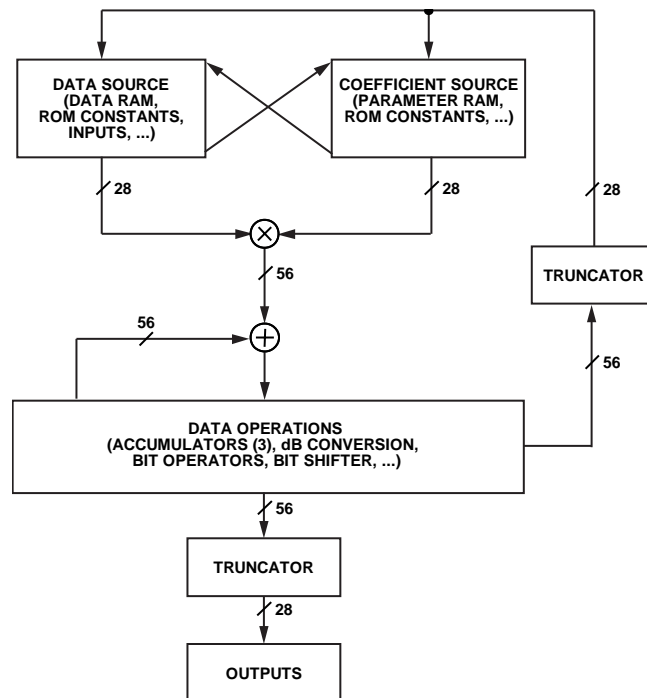 DATA SOURCE
(DATA RAM,
ROM CONSTANTS,
INPUTS, ...)
COEFFICIENT SOURCE
(PARAMETER RAM,
ROM CONSTANTS, ...)
28
28
28
56
TRUNCATOR
56
56
DATA OPERATIONS
(ACCUMULATORS (3), dB CONVERSION,
BIT OPERATORS, BIT SHIFTER, ...)
56
TRUNCATOR
28
OUTPUTS